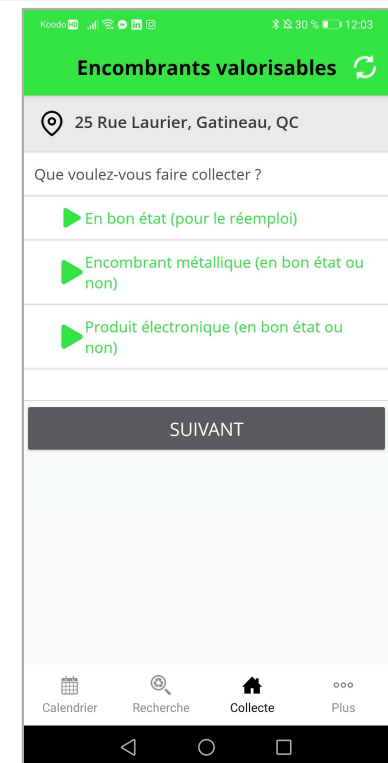 Koodo HD 30 % 12:03
Encombrants valorisables
25 Rue Laurier, Gatineau, QC
Que voulez-vous faire collecter ?
En bon état (pour le réemploi)
Encombrant métallique (en bon état ou
non)
Produit électronique (en bon état ou
non)
SUIVANT
Calendrier Recherche Collecte Plus